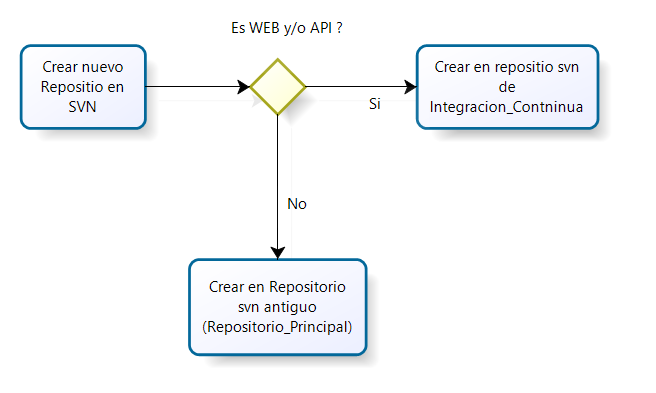 Es WEB y/o API ?
Crear nuevo
Repositio en
SVN
Crear en repositio svn
de
Integracion_Contninua
Si
No
Crear en Repositorio
svn antiguo
(Repositorio_Principal)